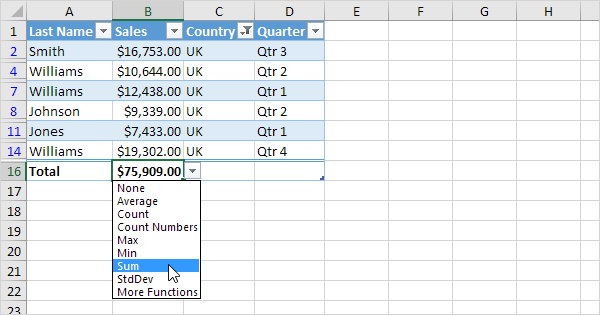 A B C D E F G H
1 Last Name Sales Country Quarter
2 Smith $16,753.00 UK Qtr 3
4 Williams $10,644.00 UK Qtr 2
7 Williams $12,438.00 UK Qtr 1
8 Johnson $9,339.00 UK Qtr 2
11 Jones $7,433.00 UK Qtr 1
14 Williams $19,302.00 UK Qtr 4
16 Total $75,909.00
17 None
Average
18 Count
19 Count Numbers
Max
20 Min
21 Sum
StdDev
22 More Functions
23